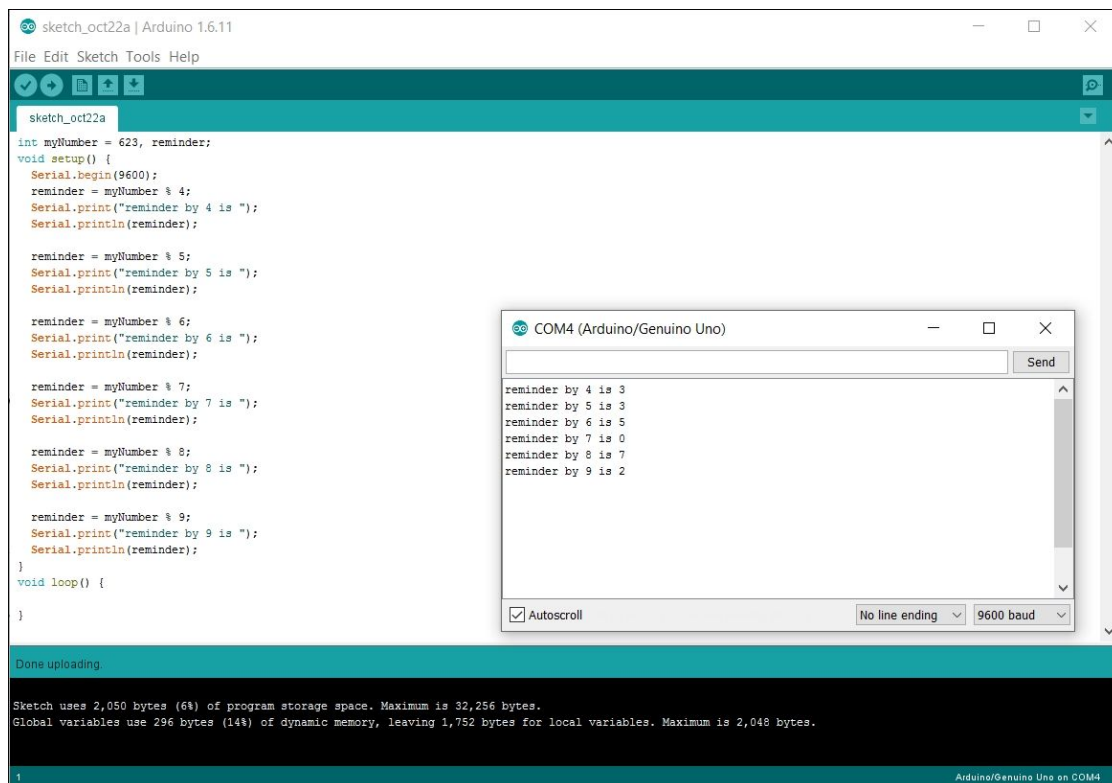 sketch_oct22a | Arduino 1.6.11
File Edit Sketch Tools Help
sketch_oct22a
int myNumber = 623, reminder;
void setup() {
  Serial.begin(9600);
  reminder = myNumber % 4;
  Serial.print("reminder by 4 is ");
  Serial.println(reminder);

  reminder = myNumber % 5;
  Serial.print("reminder by 5 is ");
  Serial.println(reminder);

  reminder = myNumber % 6;
  Serial.print("reminder by 6 is ");
  Serial.println(reminder);

  reminder = myNumber % 7;
  Serial.print("reminder by 7 is ");
  Serial.println(reminder);

  reminder = myNumber % 8;
  Serial.print("reminder by 8 is ");
  Serial.println(reminder);

  reminder = myNumber % 9;
  Serial.print("reminder by 9 is ");
  Serial.println(reminder);
}
void loop() {

}
COM4 (Arduino/Genuino Uno)
Send
reminder by 4 is 3
reminder by 5 is 3
reminder by 6 is 5
reminder by 7 is 0
reminder by 8 is 7
reminder by 9 is 2
Autoscroll
No line ending
9600 baud
Done uploading.
Sketch uses 2,050 bytes (6%) of program storage space. Maximum is 32,256 bytes.
Global variables use 296 bytes (14%) of dynamic memory, leaving 1,752 bytes for local variables. Maximum is 2,048 bytes.
1
Arduino/Genuino Uno on COM4